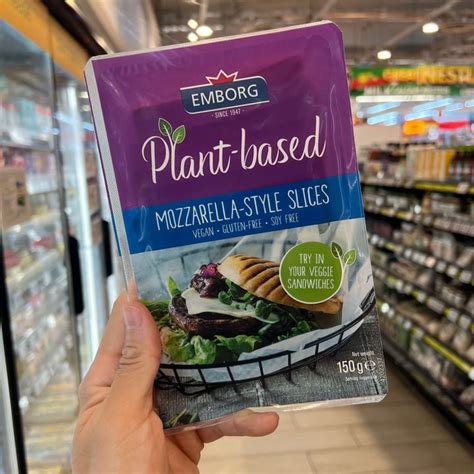 EMBORG
· SINCE 1947 ·
Plant-based
MOZZARELLA-STYLE SLICES
VEGAN · GLUTEN-FREE · SOY FREE
TRY IN
YOUR VEGGIE
SANDWICHES
Net weight
150g℮